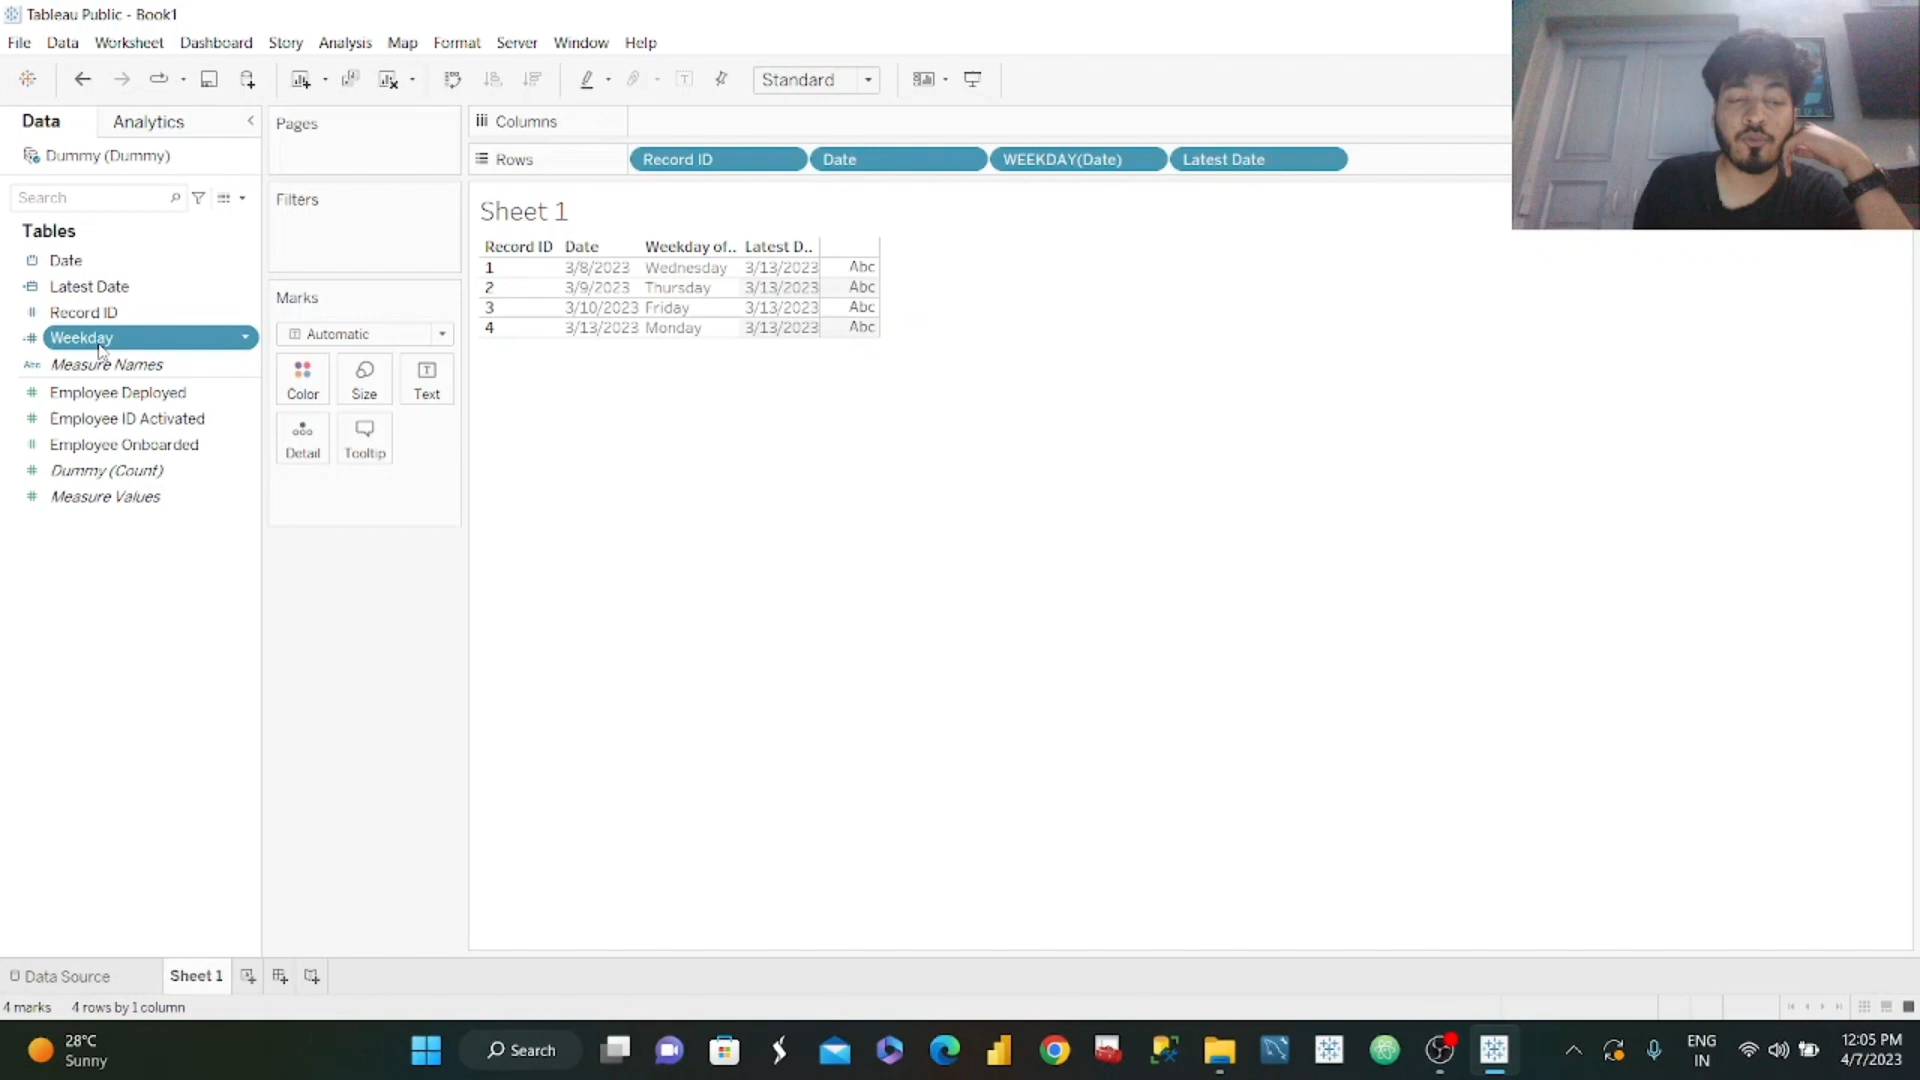 Tableau Public - Book1
File Data Worksheet Dashboard Story Analysis Map Format Server Window Help
Standard
Data Analytics
Dummy (Dummy)
Search
Tables
Date
Latest Date
Record ID
Weekday
Abc Measure Names
Employee Deployed
Employee ID Activated
Employee Onboarded
Dummy (Count)
Measure Values
Pages
Filters
Marks
Automatic
Color Size Text
Detail Tooltip
Columns
Rows Record ID Date WEEKDAY(Date) Latest Date
Sheet 1
Record ID Date Weekday of.. Latest D..
1 3/8/2023 Wednesday 3/13/2023 Abc
2 3/9/2023 Thursday 3/13/2023 Abc
3 3/10/2023 Friday 3/13/2023 Abc
4 3/13/2023 Monday 3/13/2023 Abc
Data Source Sheet 1
4 marks 4 rows by 1 column
28°C
Sunny
Search
ENG
IN
12:05 PM
4/7/2023